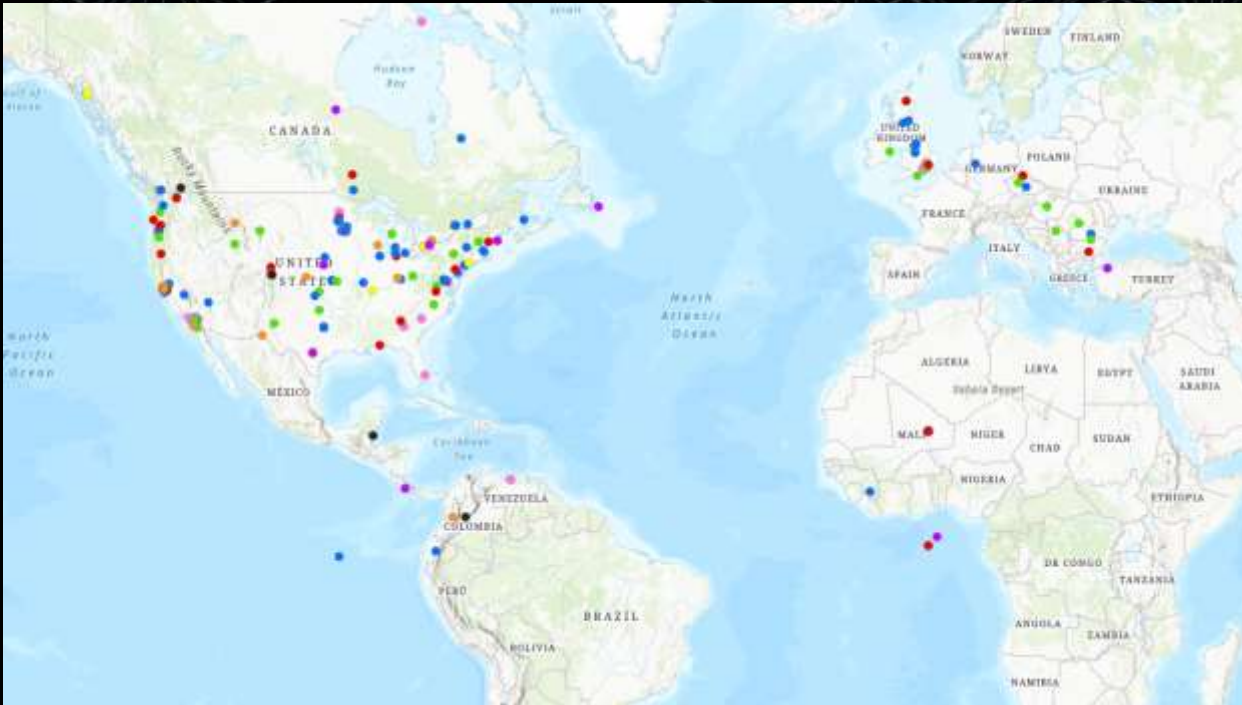 SWEDEN
FINLAND
NORWAY
Hudson
Bay
CANADA
UNITED
KINGDOM
POLAND
GERMANY
Rocky Mountains
UKRAINE
FRANCE
ITALY
UNITED
STATES
SPAIN
GREECE
TURKEY
North
Atlantic
Ocean
North
Pacific
Ocean
ALGERIA
LIBYA
EGYPT
SAUDI
ARABIA
Sahara Desert
MÉXICO
MALI
NIGER
SUDAN
CHAD
Caribbean
Sea
NIGERIA
VENEZUELA
ETHIOPIA
COLOMBIA
DR CONGO
TANZANIA
PERÚ
BRAZIL
ANGOLA
ZAMBIA
BOLIVIA
NAMIBIA